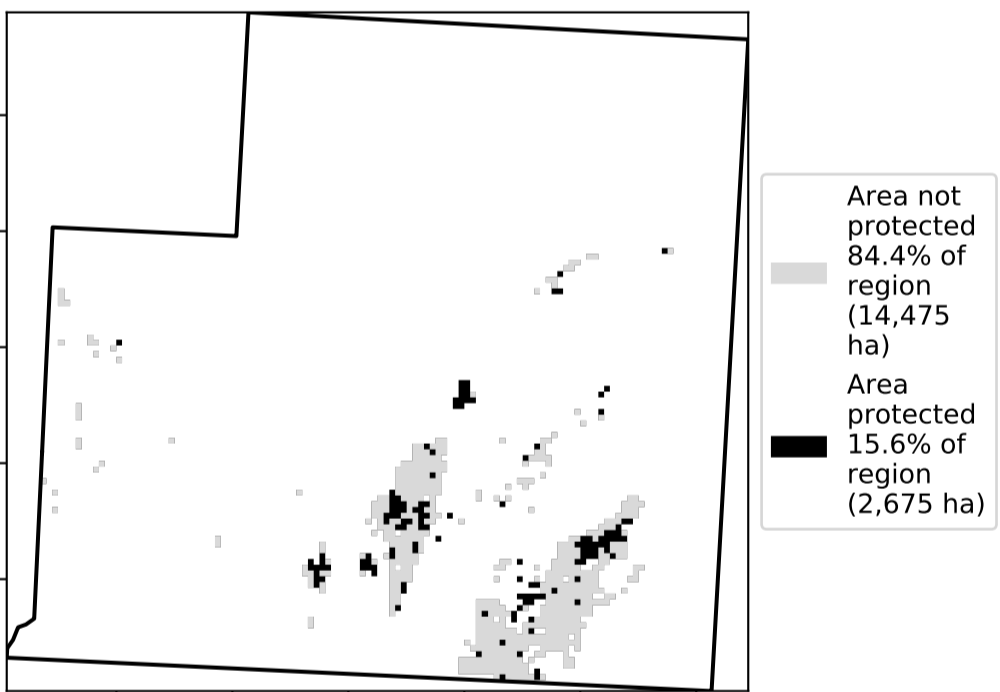 Area not
protected
84.4% of
region
(14,475
ha)
Area
protected
15.6% of
region
(2,675 ha)